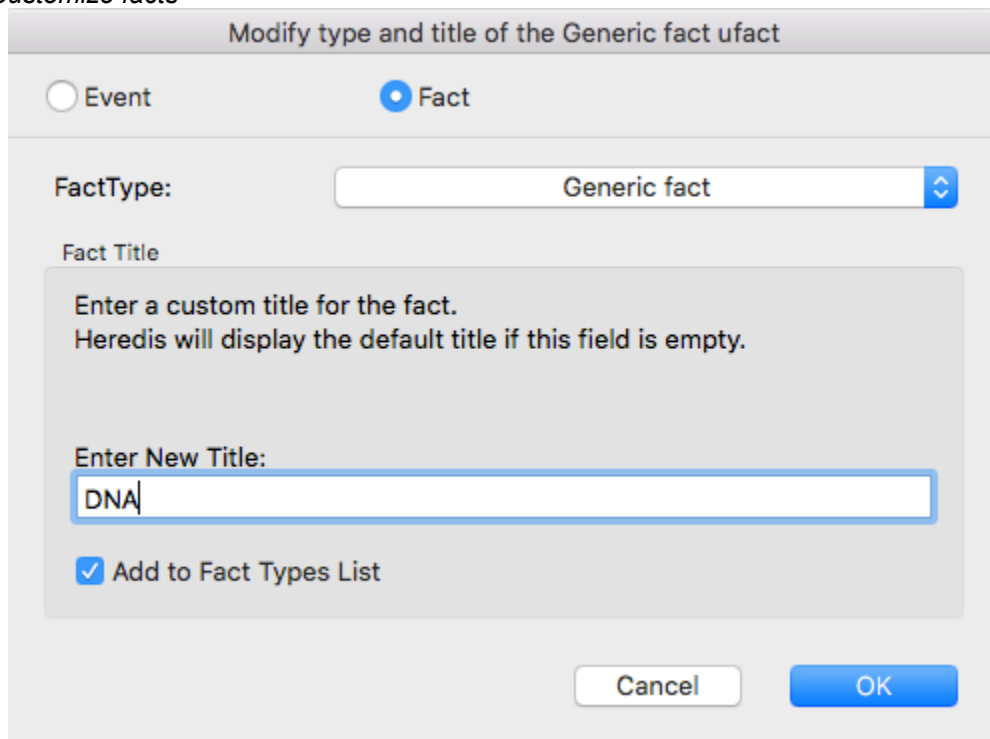 Customize facts
Modify type and title of the Generic fact ufact
Event
Fact
FactType:
Generic fact
Fact Title
Enter a custom title for the fact.
Heredis will display the default title if this field is empty.
Enter New Title:
DNA
Add to Fact Types List
Cancel
OK